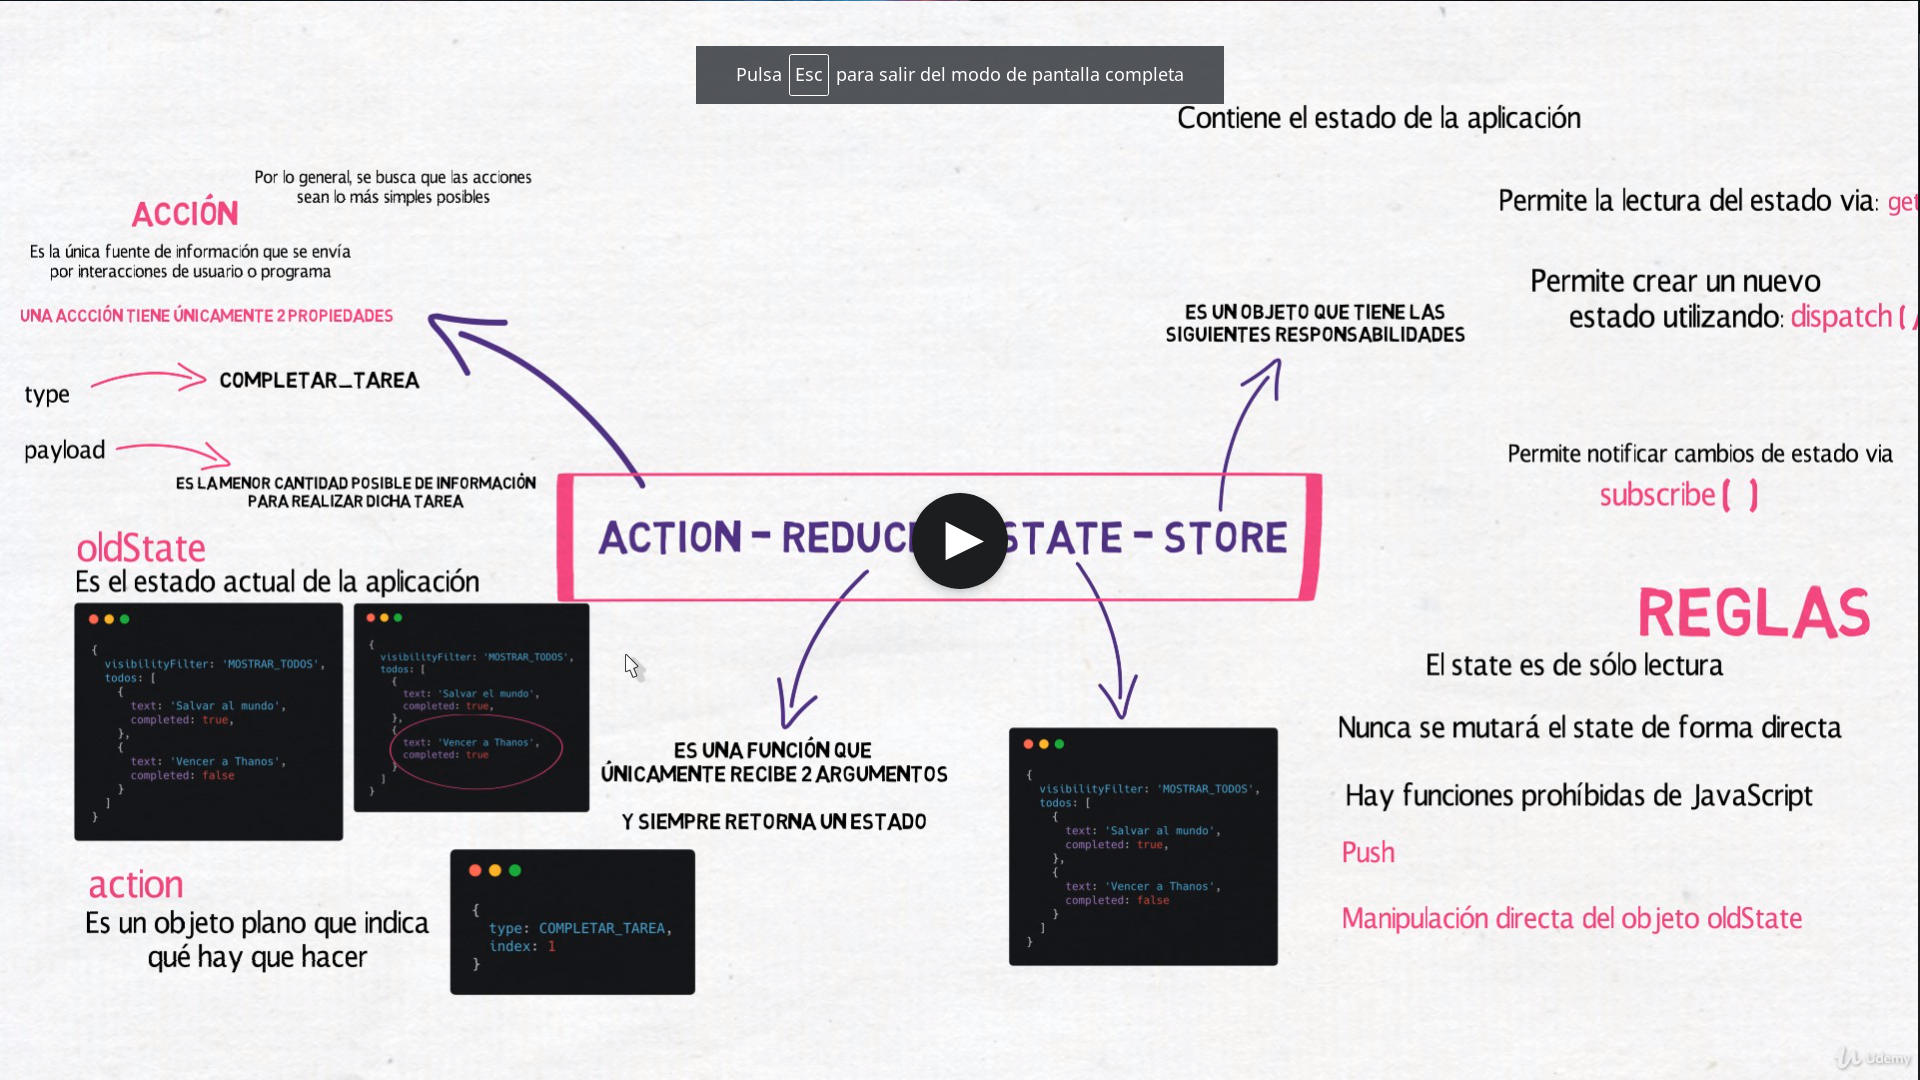 Pulsa Esc para salir del modo de pantalla completa
Contiene el estado de la aplicación
Por lo general, se busca que las acciones
sean lo más simples posibles
ACCIÓN
Es la única fuente de información que se envía
por interacciones de usuario o programa
UNA ACCCIÓN TIENE ÚNICAMENTE 2 PROPIEDADES
type
COMPLETAR_TAREA
payload
ES LA MENOR CANTIDAD POSIBLE DE INFORMACIÓN
PARA REALIZAR DICHA TAREA
Permite la lectura del estado via: get
Permite crear un nuevo
estado utilizando: dispatch(
ES UN OBJETO QUE TIENE LAS
SIGUIENTES RESPONSABILIDADES
Permite notificar cambios de estado via
subscribe( )
ACTION - REDUC STATE - STORE
oldState
Es el estado actual de la aplicación
{
visibilityFilter: 'MOSTRAR_TODOS',
todos: [
{
text: 'Salvar al mundo',
completed: true,
},
{
text: 'Vencer a Thanos',
completed: false
}
]
}
{
visibilityFilter: 'MOSTRAR_TODOS',
todos: [
{
text: 'Salvar el mundo',
completed: true,
},
{
text: 'Vencer a Thanos',
completed: true
}
]
}
ES UNA FUNCIÓN QUE
ÚNICAMENTE RECIBE 2 ARGUMENTOS
Y SIEMPRE RETORNA UN ESTADO
action
Es un objeto plano que indica
qué hay que hacer
{
type: COMPLETAR_TAREA,
index: 1
}
{
visibilityFilter: 'MOSTRAR_TODOS',
todos: [
{
text: 'Salvar al mundo',
completed: true,
},
{
text: 'Vencer a Thanos',
completed: false
}
]
}
REGLAS
El state es de sólo lectura
Nunca se mutará el state de forma directa
Hay funciones prohíbidas de JavaScript
Push
Manipulación directa del objeto oldState
Udemy